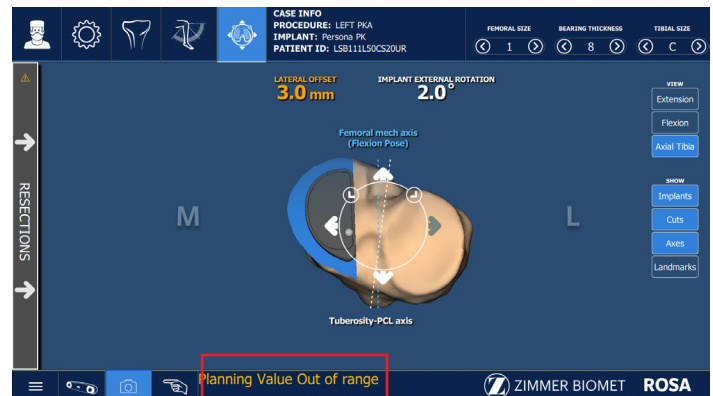 CASE INFO
PROCEDURE: LEFT PKA
IMPLANT: Persona PK
PATIENT ID: LSB111L50CS20UR
FEMORAL SIZE
1
BEARING THICKNESS
8
TIBIAL SIZE
C
LATERAL OFFSET
3.0 mm
IMPLANT EXTERNAL ROTATION
2.0°
VIEW
Extension
Flexion
Axial Tibia
SHOW
Implants
Cuts
Axes
Landmarks
RESECTIONS
Femoral mech axis
(Flexion Pose)
M
L
Tuberosity-PCL axis
Planning Value Out of range
ZIMMER BIOMET
ROSA